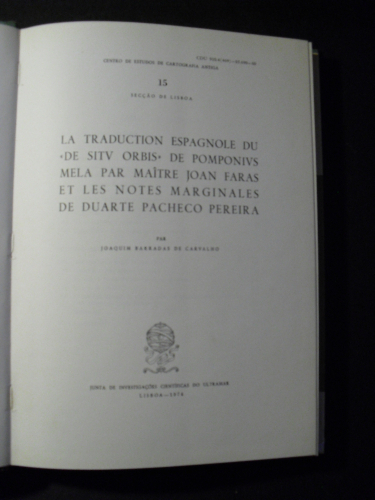 CENTRO DE ESTUDOS DE CARTOGRAFIA ANTIGA
15
SECÇÃO DE LISBOA
LA TRADUCTION ESPAGNOLE DU
«DE SITV ORBIS» DE POMPONIVS
MELA PAR MAÎTRE JOAN FARAS
ET LES NOTES MARGINALES
DE DUARTE PACHECO PEREIRA
POR
JOAQUIM BARRADAS DE CARVALHO
JUNTA DE INVESTIGAÇÕES CIENTÍFICAS DO ULTRAMAR
LISBOA—1974